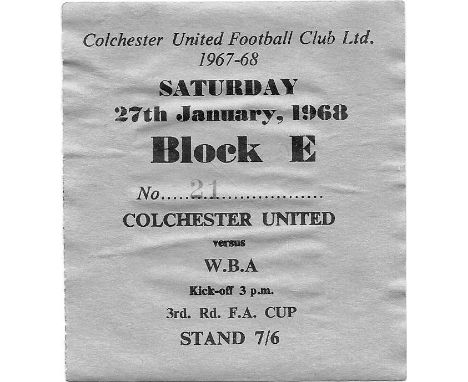 Colchester United Football Club Ltd.
1967-68
SATURDAY
27th January, 1968
Block E
No....21..................
COLCHESTER UNITED
versus
W.B.A
Kick-off 3 p.m.
3rd. Rd. F.A. CUP
STAND 7/6